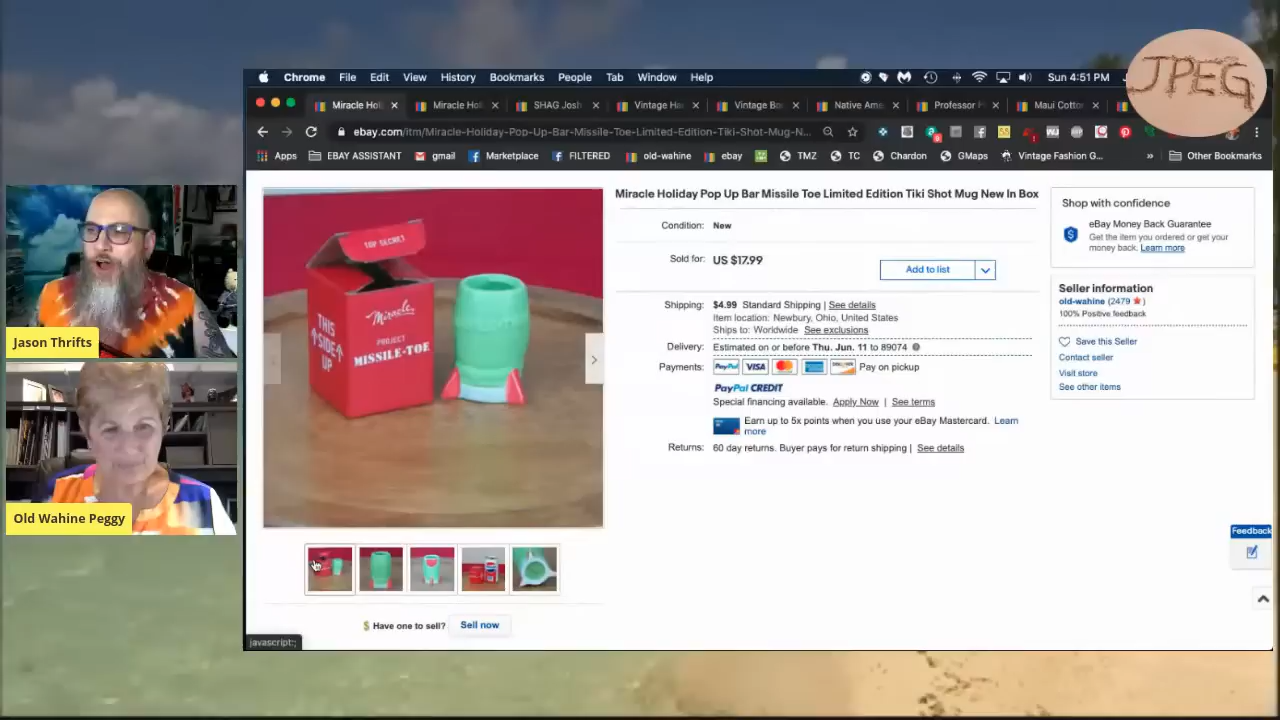 JPEG
Chrome File Edit View History Bookmarks People Tab Window Help
Sun 4:51 PM
Miracle Hol
Miracle Hol
SHAG Josh
Vintage Ha
Vintage Ba
Native Ame
Professor H
Maui Cotto
ebay.com/itm/Miracle-Holiday-Pop-Up-Bar-Missile-Toe-Limited-Edition-Tiki-Shot-Mug-N...
Apps EBAY ASSISTANT gmail Marketplace FILTERED old-wahine ebay TMZ TC Chardon GMaps Vintage Fashion G... » Other Bookmarks
Miracle Holiday Pop Up Bar Missile Toe Limited Edition Tiki Shot Mug New In Box
Condition: New
Sold for: US $17.99
Add to list
Shipping: $4.99 Standard Shipping | See details
Item location: Newbury, Ohio, United States
Ships to: Worldwide See exclusions
Delivery: Estimated on or before Thu. Jun. 11 to 89074
Payments: PayPal VISA Pay on pickup
PayPal CREDIT
Special financing available. Apply Now | See terms
Earn up to 5x points when you use your eBay Mastercard. Learn
more
Returns: 60 day returns. Buyer pays for return shipping | See details
Shop with confidence
eBay Money Back Guarantee
Get the item you ordered or get your
money back. Learn more
Seller information
old-wahine (2479 )
100% Positive feedback
Save this Seller
Contact seller
Visit store
See other items
TOP SECRET
Miracle
PROJECT
MISSILE-TOE
THIS
SIDE
UP
Have one to sell? Sell now
javascript:;
Feedback
Jason Thrifts
Old Wahine Peggy